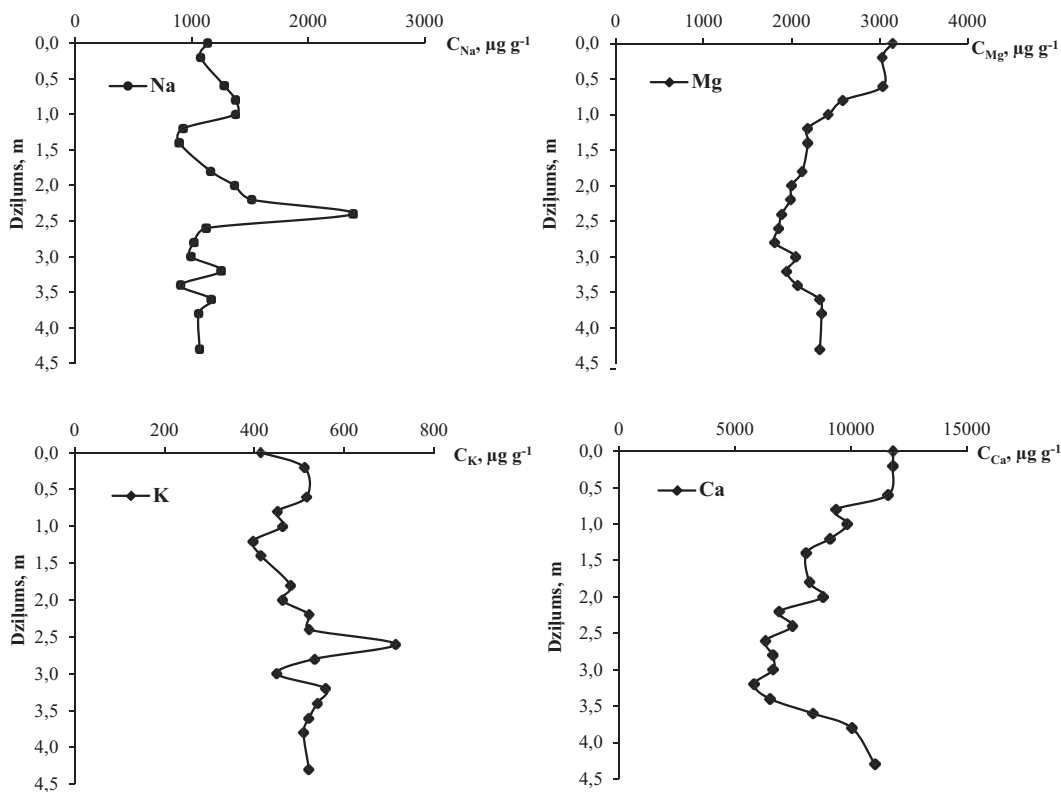 0 1000 2000 3000
C_Na, µg g⁻¹
0,0
0,5
1,0
1,5
2,0
2,5
3,0
3,5
4,0
4,5
Dziļums, m
Na
0 1000 2000 3000 4000
C_Mg, µg g⁻¹
0,0
0,5
1,0
1,5
2,0
2,5
3,0
3,5
4,0
4,5
Dziļums, m
Mg
0 200 400 600 800
C_K, µg g⁻¹
0,0
0,5
1,0
1,5
2,0
2,5
3,0
3,5
4,0
4,5
Dziļums, m
K
0 5000 10000 15000
C_Ca, µg g⁻¹
0,0
0,5
1,0
1,5
2,0
2,5
3,0
3,5
4,0
4,5
Dziļums, m
Ca